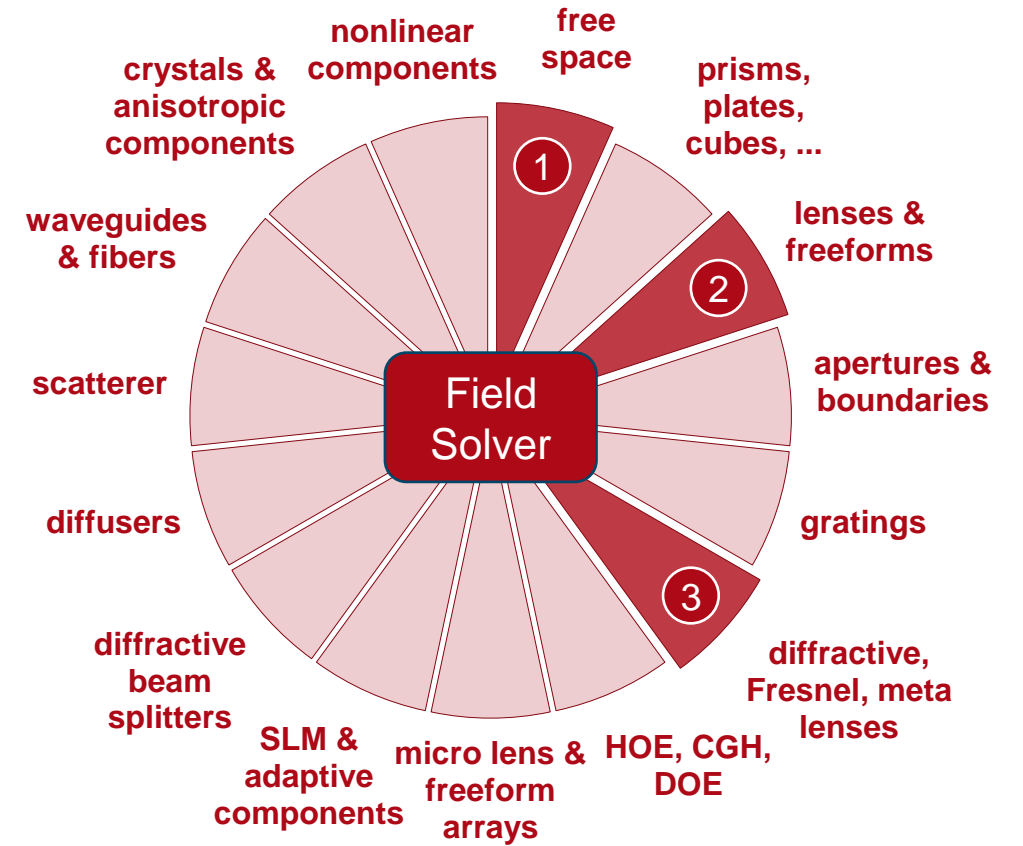 free
space
prisms,
plates,
cubes, ...
lenses &
freeforms
apertures &
boundaries
gratings
diffractive,
Fresnel, meta
lenses
HOE, CGH,
DOE
micro lens &
freeform
arrays
SLM &
adaptive
components
diffractive
beam
splitters
diffusers
scatterer
waveguides
& fibers
crystals &
anisotropic
components
nonlinear
components
1
2
3
Field
Solver